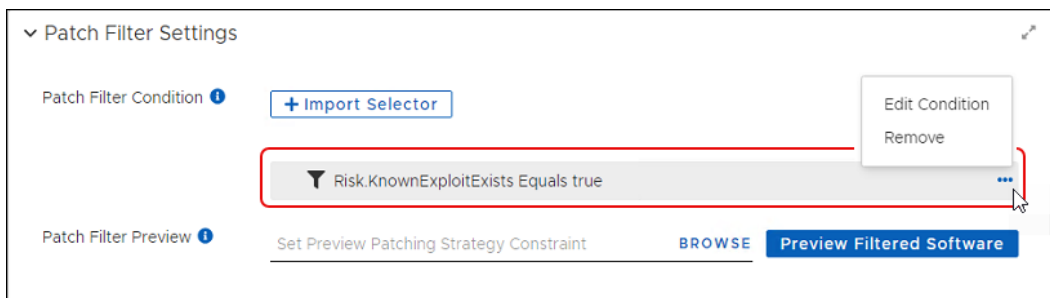 Patch Filter Settings
Patch Filter Condition
+ Import Selector
Edit Condition
Remove
Risk.KnownExploitExists Equals true
Patch Filter Preview
Set Preview Patching Strategy Constraint
BROWSE
Preview Filtered Software